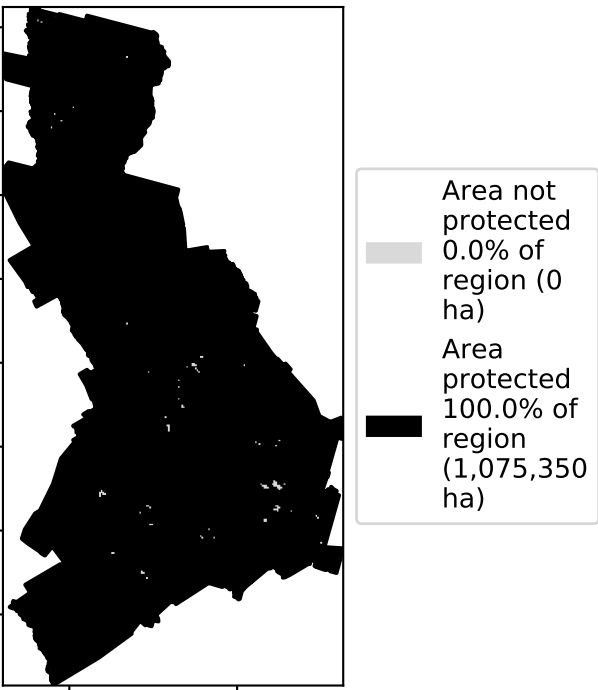 Area not
protected
0.0% of
region (0
ha)
Area
protected
100.0% of
region
(1,075,350
ha)